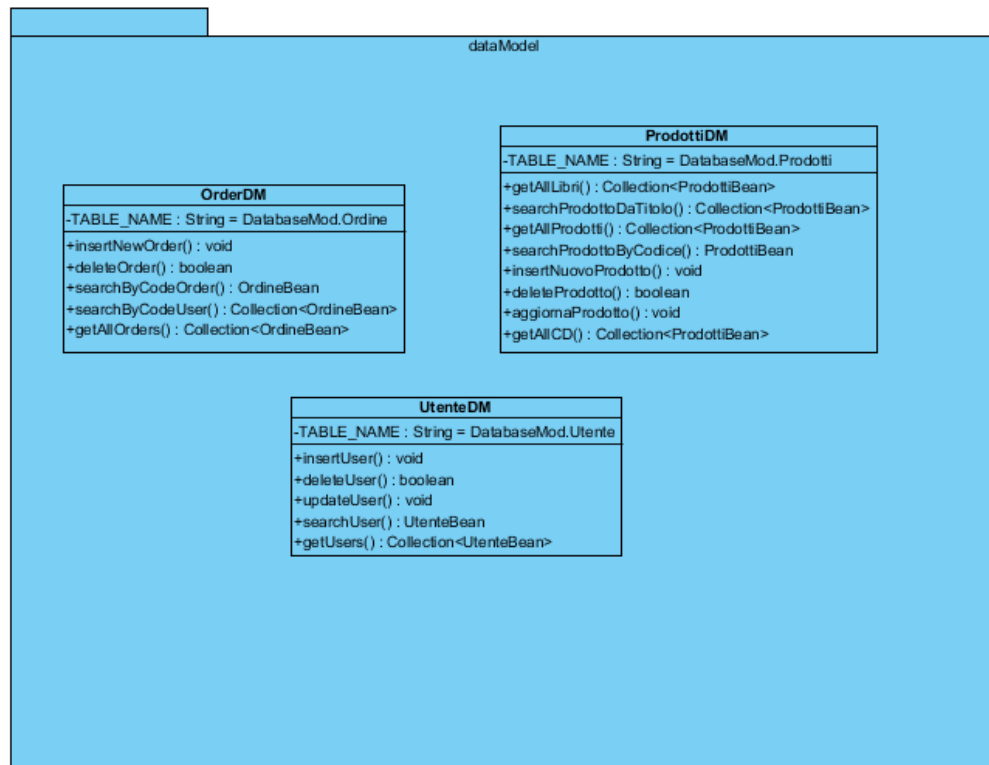 dataModel
OrderDM
-TABLE_NAME : String = DatabaseMod.Ordine
+insertNewOrder() : void
+deleteOrder() : boolean
+searchByCodeOrder() : OrdineBean
+searchByCodeUser() : Collection<OrdineBean>
+getAllOrders() : Collection<OrdineBean>
ProdottiDM
-TABLE_NAME : String = DatabaseMod.Prodotti
+getAllLibri() : Collection<ProdottiBean>
+searchProdottoDaTitolo() : Collection<ProdottiBean>
+getAllProdotti() : Collection<ProdottiBean>
+searchProdottoByCodice() : ProdottiBean
+insertNuovoProdotto() : void
+deleteProdotto() : boolean
+aggiornaProdotto() : void
+getAllCD() : Collection<ProdottiBean>
UtenteDM
-TABLE_NAME : String = DatabaseMod.Utente
+insertUser() : void
+deleteUser() : boolean
+updateUser() : void
+searchUser() : UtenteBean
+getUsers() : Collection<UtenteBean>